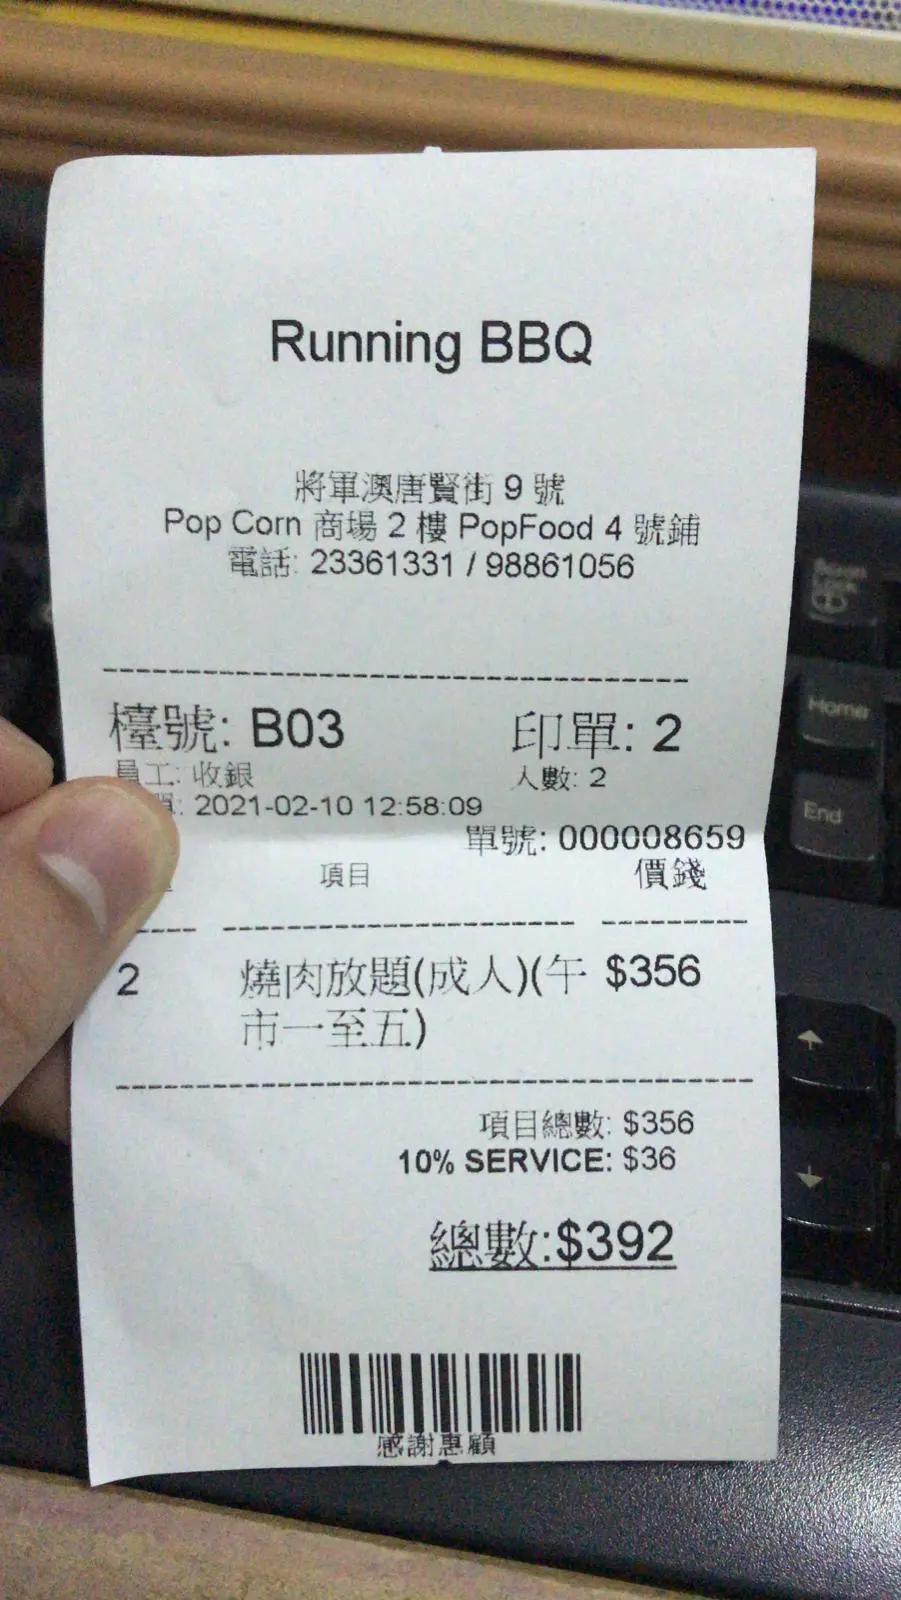 Running BBQ
將軍澳唐賢街 9 號
Pop Corn 商場 2 樓 PopFood 4 號鋪
電話: 23361331 / 98861056
檯號: B03 印單: 2
員工: 收銀 人數: 2
單: 2021-02-10 12:58:09
單號: 000008659
項目 價錢
2 燒肉放題(成人)(午 $356
市一至五)
項目總數: $356
10% SERVICE: $36
總數:$392
感謝惠顧
Home
End